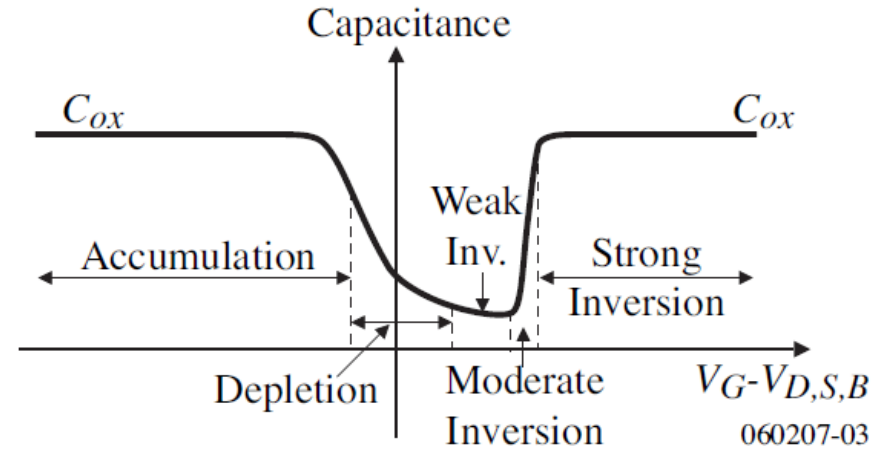 Capacitance
Cox
Cox
Weak
Inv.
Accumulation
Strong
Inversion
Depletion
Moderate
Inversion
VG-VD,S,B
060207-03